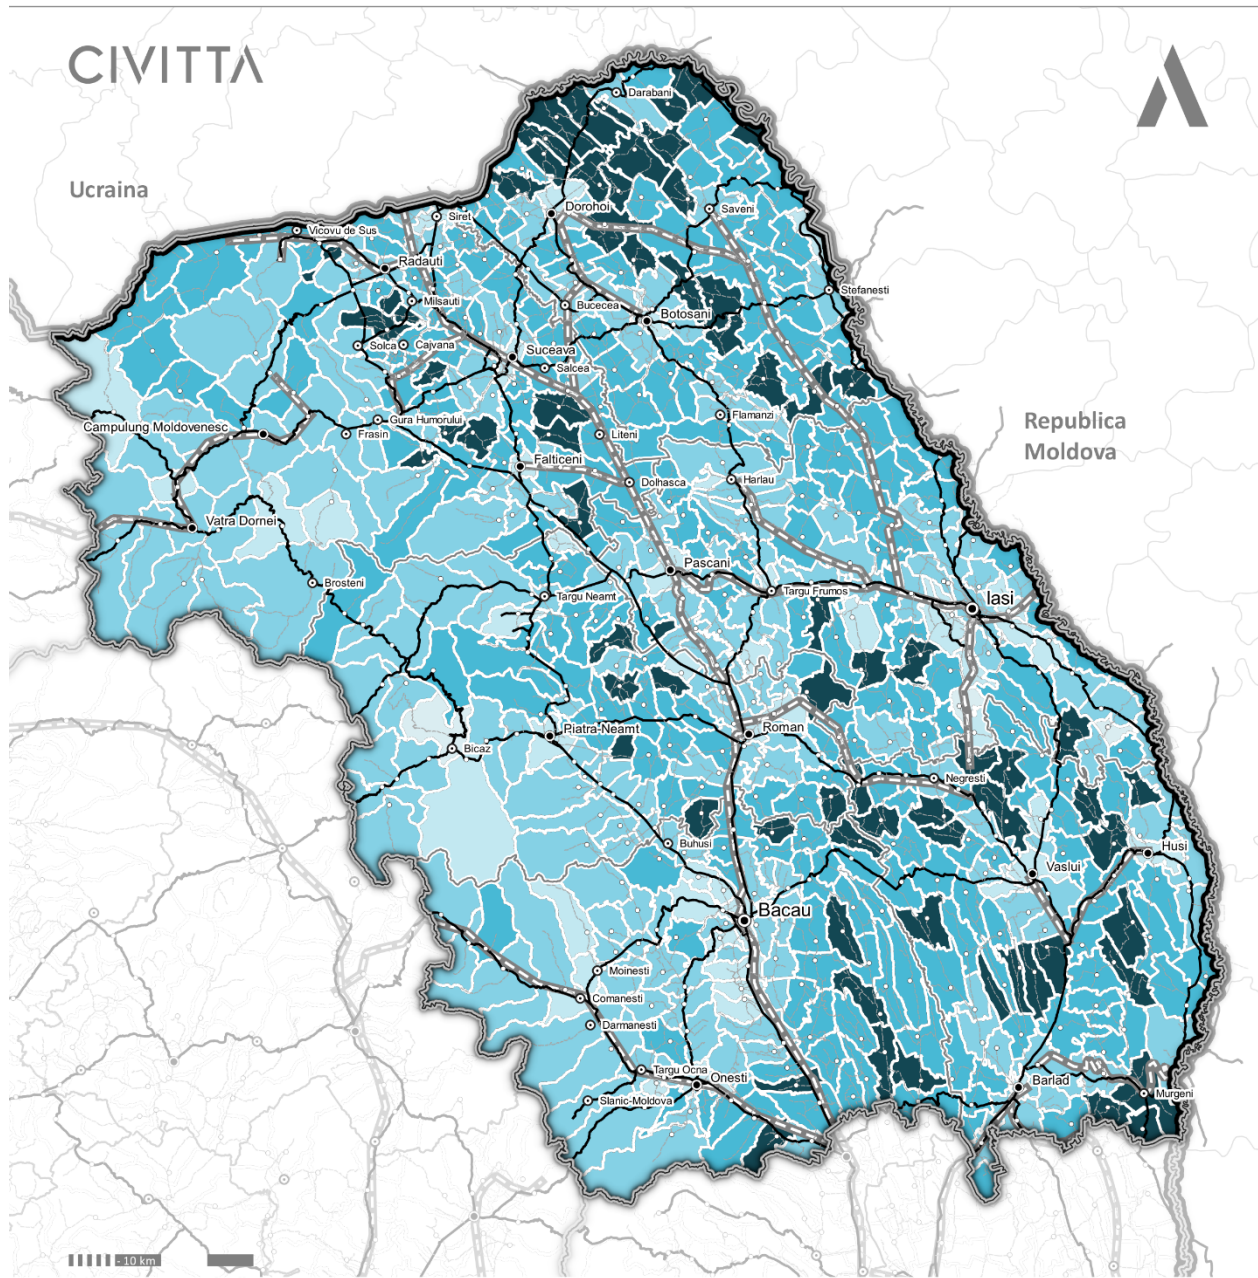 CIVITTA
Darabani
Ucraina
Dorohoi
Saveni
Siret
Vicovu de Sus
Radauti
Stefanesti
Milsauti
Bucecea
Botosani
Solca
Cajvana
Suceava
Salcea
Flamanzi
Republica
Moldova
Campulung Moldovenesc
Gura Humorului
Frasin
Liteni
Falticeni
Dolhasca
Harlau
Vatra Dornei
Pascani
Brosteni
Targu Neamt
Targu Frumos
Iasi
Piatra-Neamt
Roman
Bicaz
Negresti
Buhusi
Husi
Vaslui
Bacau
Moinesti
Comanesti
Darmanesti
Targu Ocna
Onesti
Barlad
Slanic-Moldova
Murgeni
- 10 km